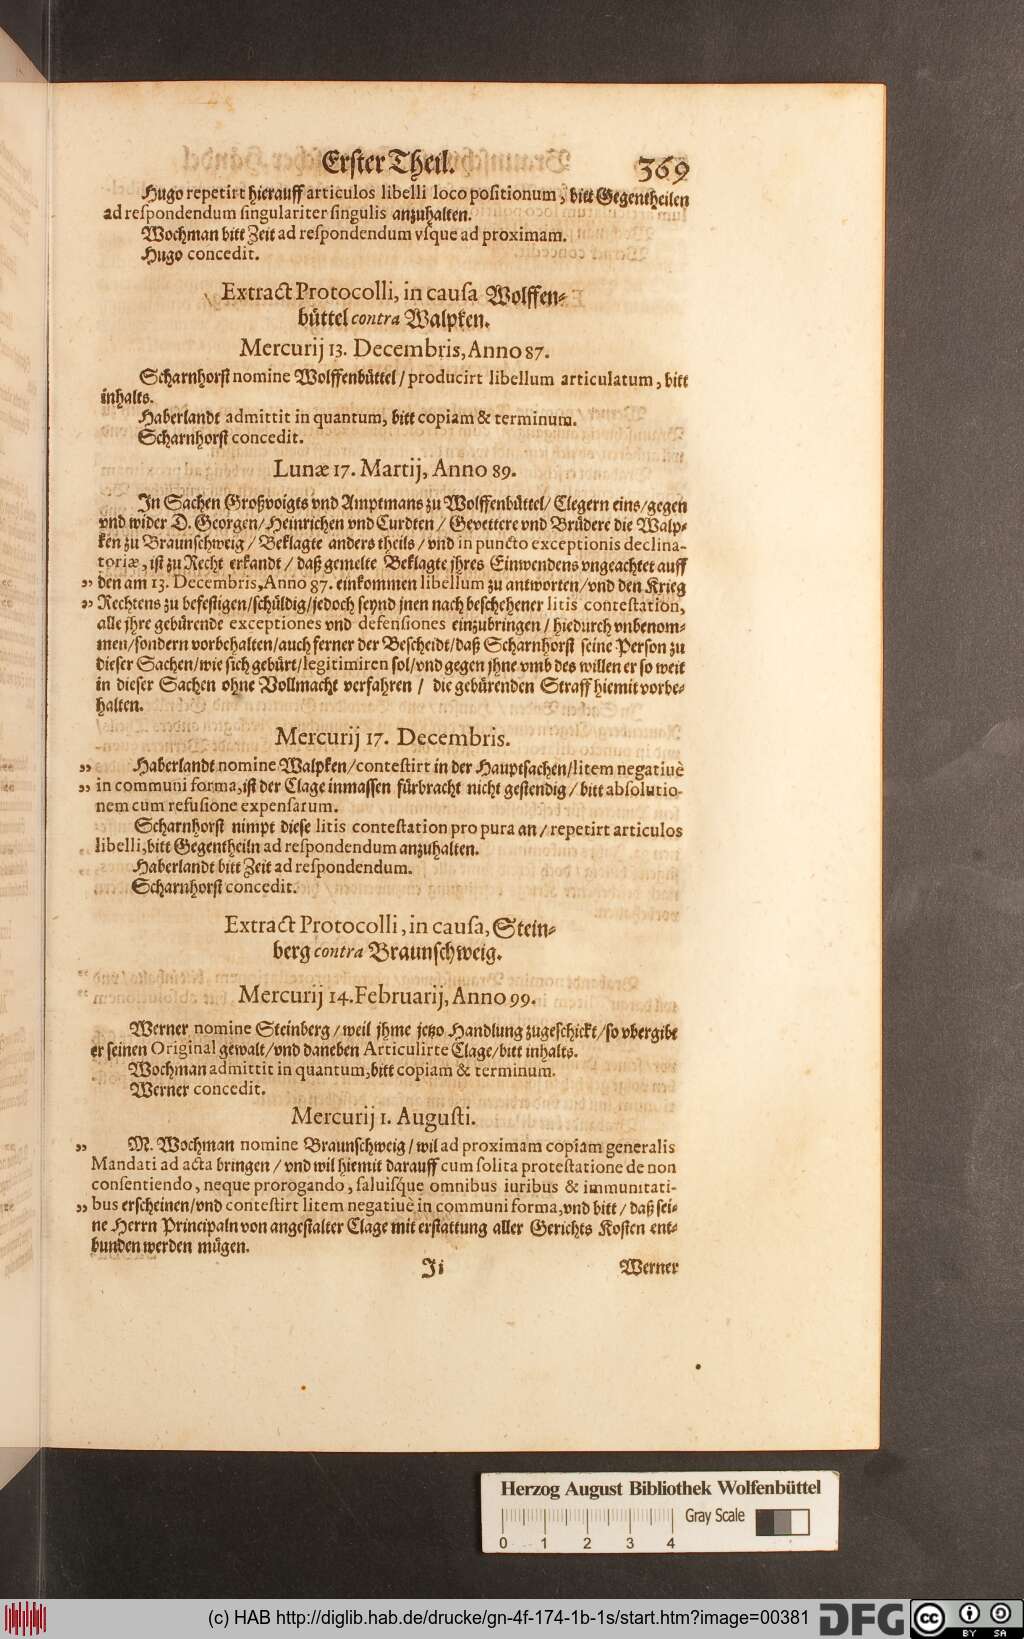 Erſter Theil. 369
Hugo repetirt hierauff articulos libelli loco poſitionum, bitt Gegentheilen
ad reſpondendum ſingulariter ſingulis anzuhalten.
Wochman bitt Zeit ad reſpondendum vſque ad proximam.
Hugo concedit.
Extract Protocolli, in cauſa Wolffen⸗
büttel contra Walpken.
Mercurij 13. Decembris, Anno 87.
Scharnhorſt nomine Wolffenbüttel / producirt libellum articulatum, bitt
inhalts.
Haberlandt admittit in quantum, bitt copiam & terminum.
Scharnhorſt concedit.
Lunæ 17. Martij, Anno 89.
In Sachen Großvoigts vnd Amptmans zu Wolffenbüttel / Clegern eins / gegen
vnd wider D. Georgen / Heinrichen vnd Curdten / Gevettere vnd Brüdere die Walp⸗
ken zu Braunſchweig / Beklagte anders theils / vnd in puncto exceptionis declina-
toriæ, iſt zu Recht erkandt / daß gemelte Beklagte jhres Einwendens vngeachtet auff
„ den am 13. Decembris, Anno 87. einkommen libellum zu antworten / vnd den Krieg
„ Rechtens zu befeſtigen / ſchüldig / jedoch ſeynd jnen nach beſchehener litis conteſtation,
alle jhre gebürende exceptiones vnd defenſiones einzubringen / hiedurch vnbenom⸗
men / ſondern vorbehalten / auch ferner der Beſcheidt / daß Scharnhorſt ſeine Perſon zu
dieſer Sachen / wie ſich gebürt / legitimiren ſol / vnd gegen jhne vmb des willen er ſo weit
in dieſer Sachen ohne Vollmacht verfahren / die gebürenden Straff hiemit vorbe⸗
halten.
Mercurij 17. Decembris.
„ Haberlandt nomine Walpken / conteſtirt in der Hauptſachen / litem negatiuè
„ in communi forma, iſt der Clage inmaſſen fürbracht nicht geſtendig / bitt abſolutio-
nem cum refuſione expenſarum.
Scharnhorſt nimpt dieſe litis conteſtation pro pura an / repetirt articulos
libelli, bitt Gegentheiln ad reſpondendum anzuhalten.
Haberlandt bitt Zeit ad reſpondendum.
Scharnhorſt concedit.
Extract Protocolli, in cauſa, Stein⸗
berg contra Braunſchweig.
Mercurij 14. Februarij, Anno 99.
Werner nomine Steinberg / weil jhme jetzo Handlung zugeſchickt / ſo vbergibt
er ſeinen Original gewalt / vnd daneben Articulirte Clage / bitt inhalts.
Wochman admittit in quantum, bitt copiam & terminum.
Werner concedit.
Mercurij 1. Auguſti.
„ M. Wochman nomine Braunſchweig / wil ad proximam copiam generalis
Mandati ad acta bringen / vnd wil hiemit darauff cum ſolita proteſtatione de non
conſentiendo, neque prorogando, ſaluiſq́ue omnibus iuribus & immunitati-
„ bus erſcheinen / vnd conteſtirt litem negatiuè in communi forma, vnd bitt / daß ſei⸗
ne Herrn Principaln von angeſtalter Clage mit erſtattung aller Gerichts Koſten ent⸗
bunden werden mügen.
Ii Werner
Herzog August Bibliothek Wolfenbüttel
Gray Scale
0 1 2 3 4
(c) HAB http://diglib.hab.de/drucke/gn-4f-174-1b-1s/start.htm?image=00381 DFG cc BY SA